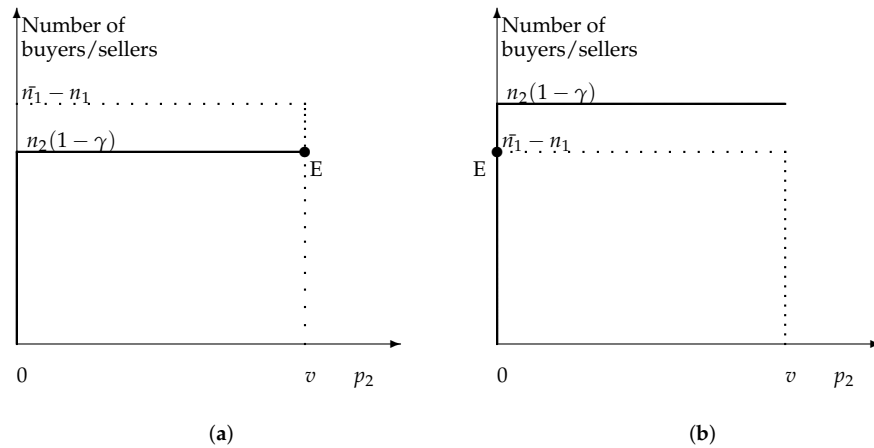 Number of
buyers/sellers
n̄₁ − n₁
n₂(1 − γ)
E
0
v
p₂
(a)
Number of
buyers/sellers
n₂(1 − γ)
n̄₁ − n₁
E
0
v
p₂
(b)